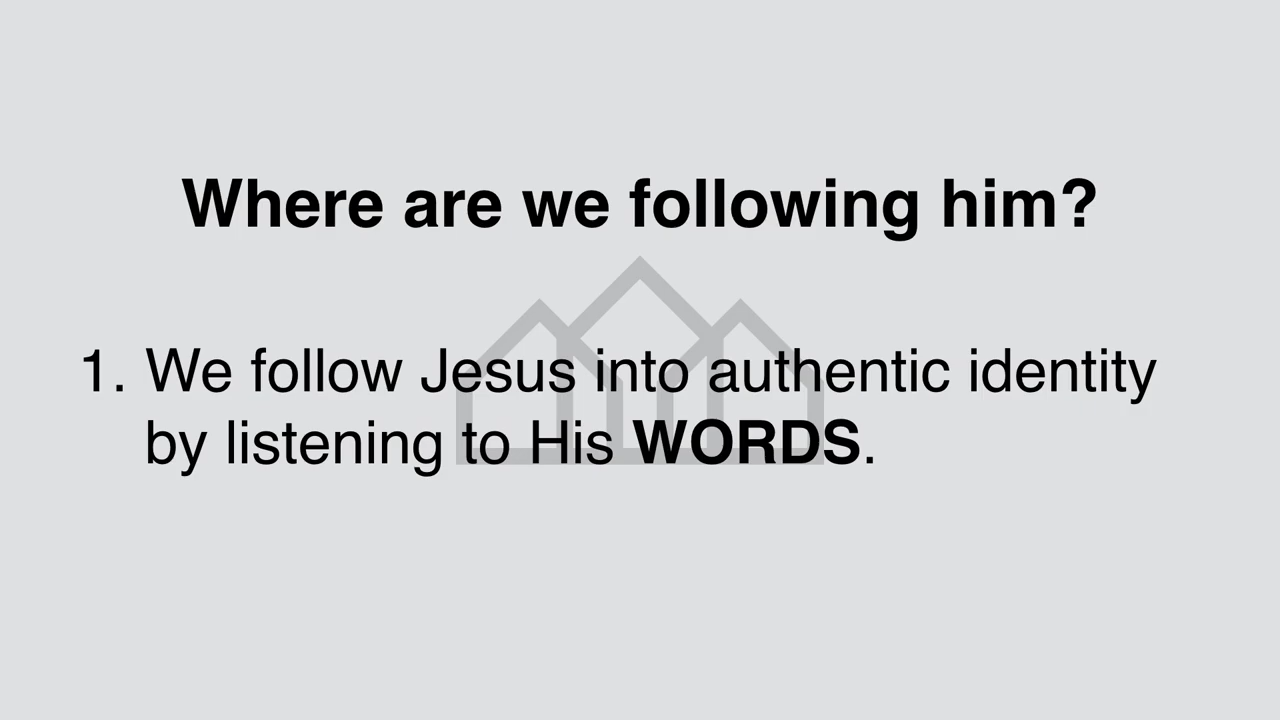 Where are we following him?
1. We follow Jesus into authentic identity
by listening to His WORDS.